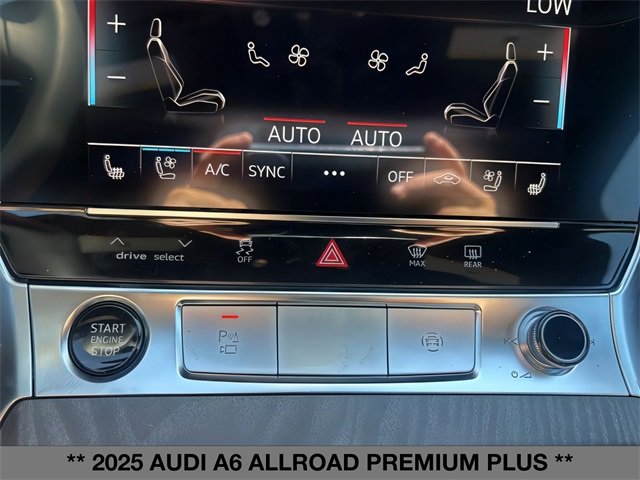 LOW
AUTO AUTO
A/C SYNC OFF
drive select OFF MAX REAR
START
ENGINE
STOP
** 2025 AUDI A6 ALLROAD PREMIUM PLUS **